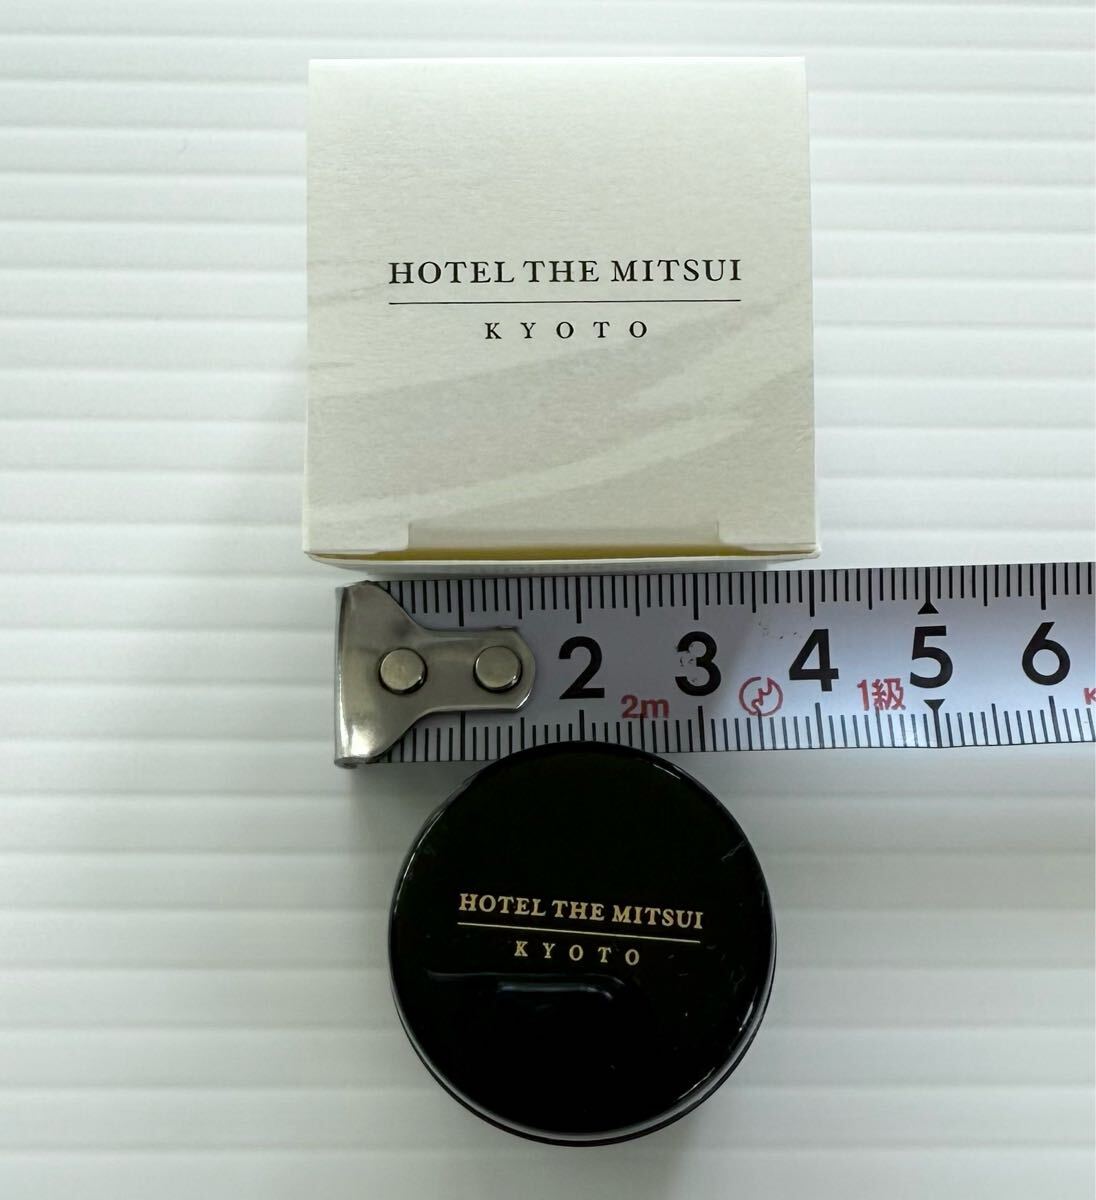 HOTEL THE MITSUI
KYOTO
2 3 4 5 6
2m 1級
HOTEL THE MITSUI
KYOTO